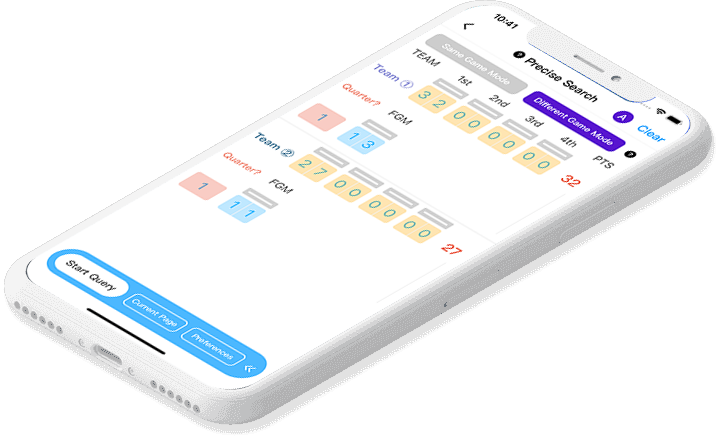 10:41
Precise Search
A
Clear
Same Game Mode
Different Game Mode
TEAM 1st 2nd 3rd 4th PTS
Team ① 3 2 0 0 0 0 0 0 32
Quarter? FGM
1 1 3
Team ② 2 7 0 0 0 0 0 0 27
Quarter? FGM
1 1 1
Start Query
Current Page
Preferences